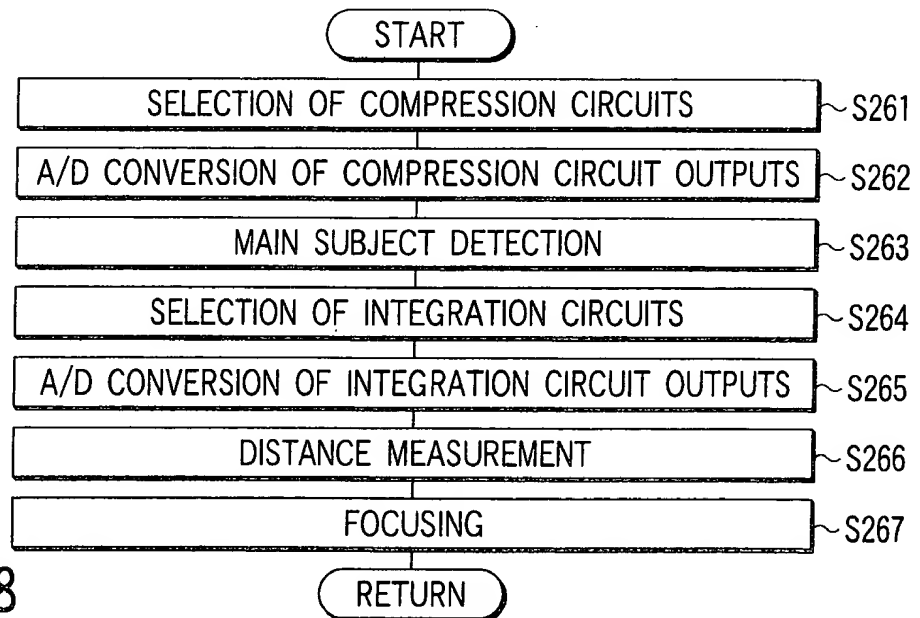 START
SELECTION OF COMPRESSION CIRCUITS S261
A/D CONVERSION OF COMPRESSION CIRCUIT OUTPUTS S262
MAIN SUBJECT DETECTION S263
SELECTION OF INTEGRATION CIRCUITS S264
A/D CONVERSION OF INTEGRATION CIRCUIT OUTPUTS S265
DISTANCE MEASUREMENT S266
FOCUSING S267
8
RETURN